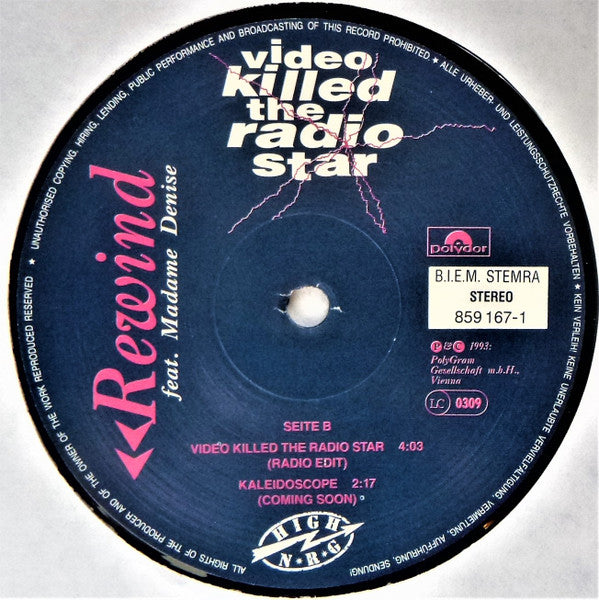 ALL RIGHTS OF THE PRODUCER AND OF THE OWNER OF THE WORK REPRODUCED RESERVED ★ UNAUTHORISED COPYING, HIRING, LENDING, PUBLIC PERFORMANCE AND BROADCASTING OF THIS RECORD PROHIBITED. ★ ALLE URHEBER- UND LEISTUNGSSCHUTZRECHTE VORBEHALTEN ★ KEIN VERLEIH! KEINE UNERLAUBTE VERVIELFÄLTIGUNG, VERMIETUNG, AUFFÜHRUNG, SENDUNG!
video
killed
the
radio
star
Rewind
feat. Madame Denise
polydor
B.I.E.M. STEMRA
STEREO
859 167-1
Ⓟ & Ⓒ 1993:
PolyGram
Gesellschaft m.b.H.,
Vienna
LC 0309
SEITE B
VIDEO KILLED THE RADIO STAR 4:03
(RADIO EDIT)
KALEIDOSCOPE 2:17
(COMING SOON)
HIGH
N•R•G